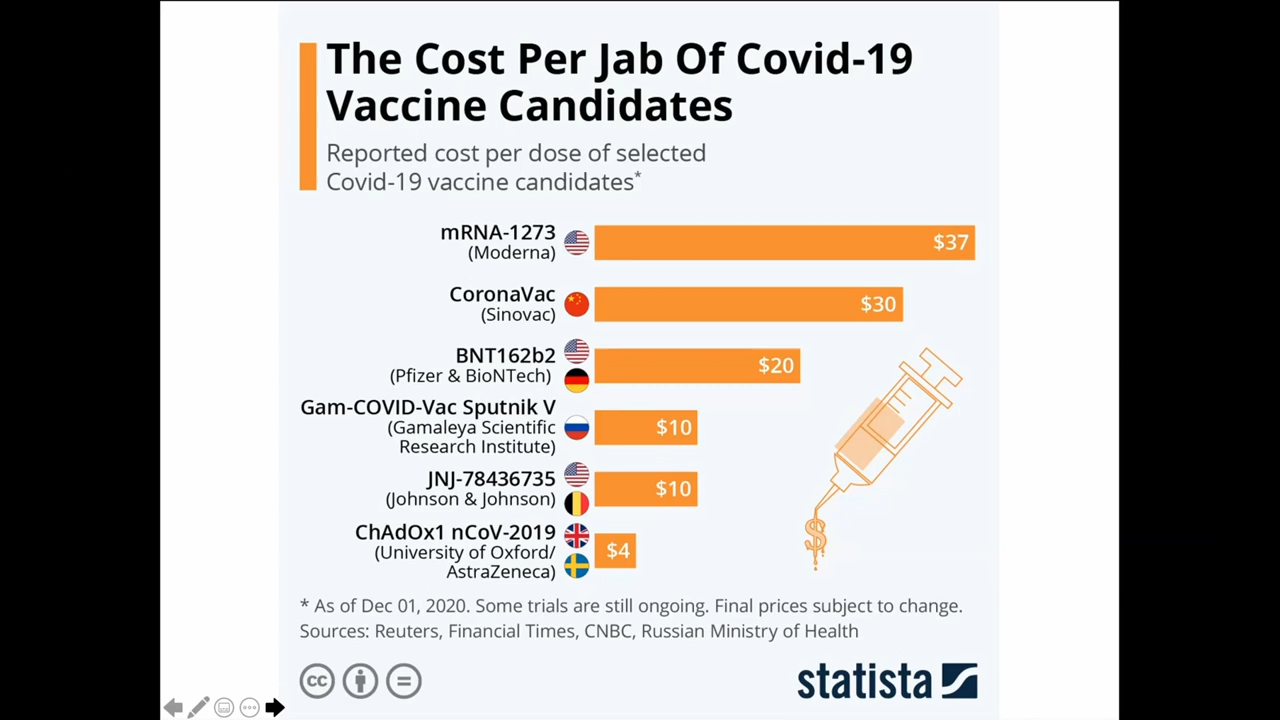 The Cost Per Jab Of Covid-19
Vaccine Candidates
Reported cost per dose of selected
Covid-19 vaccine candidates*
mRNA-1273
(Moderna)
$37
CoronaVac
(Sinovac)
$30
BNT162b2
(Pfizer & BioNTech)
$20
Gam-COVID-Vac Sputnik V
(Gamaleya Scientific
Research Institute)
$10
JNJ-78436735
(Johnson & Johnson)
$10
ChAdOx1 nCoV-2019
(University of Oxford/
AstraZeneca)
$4
$
* As of Dec 01, 2020. Some trials are still ongoing. Final prices subject to change.
Sources: Reuters, Financial Times, CNBC, Russian Ministry of Health
cc
statista